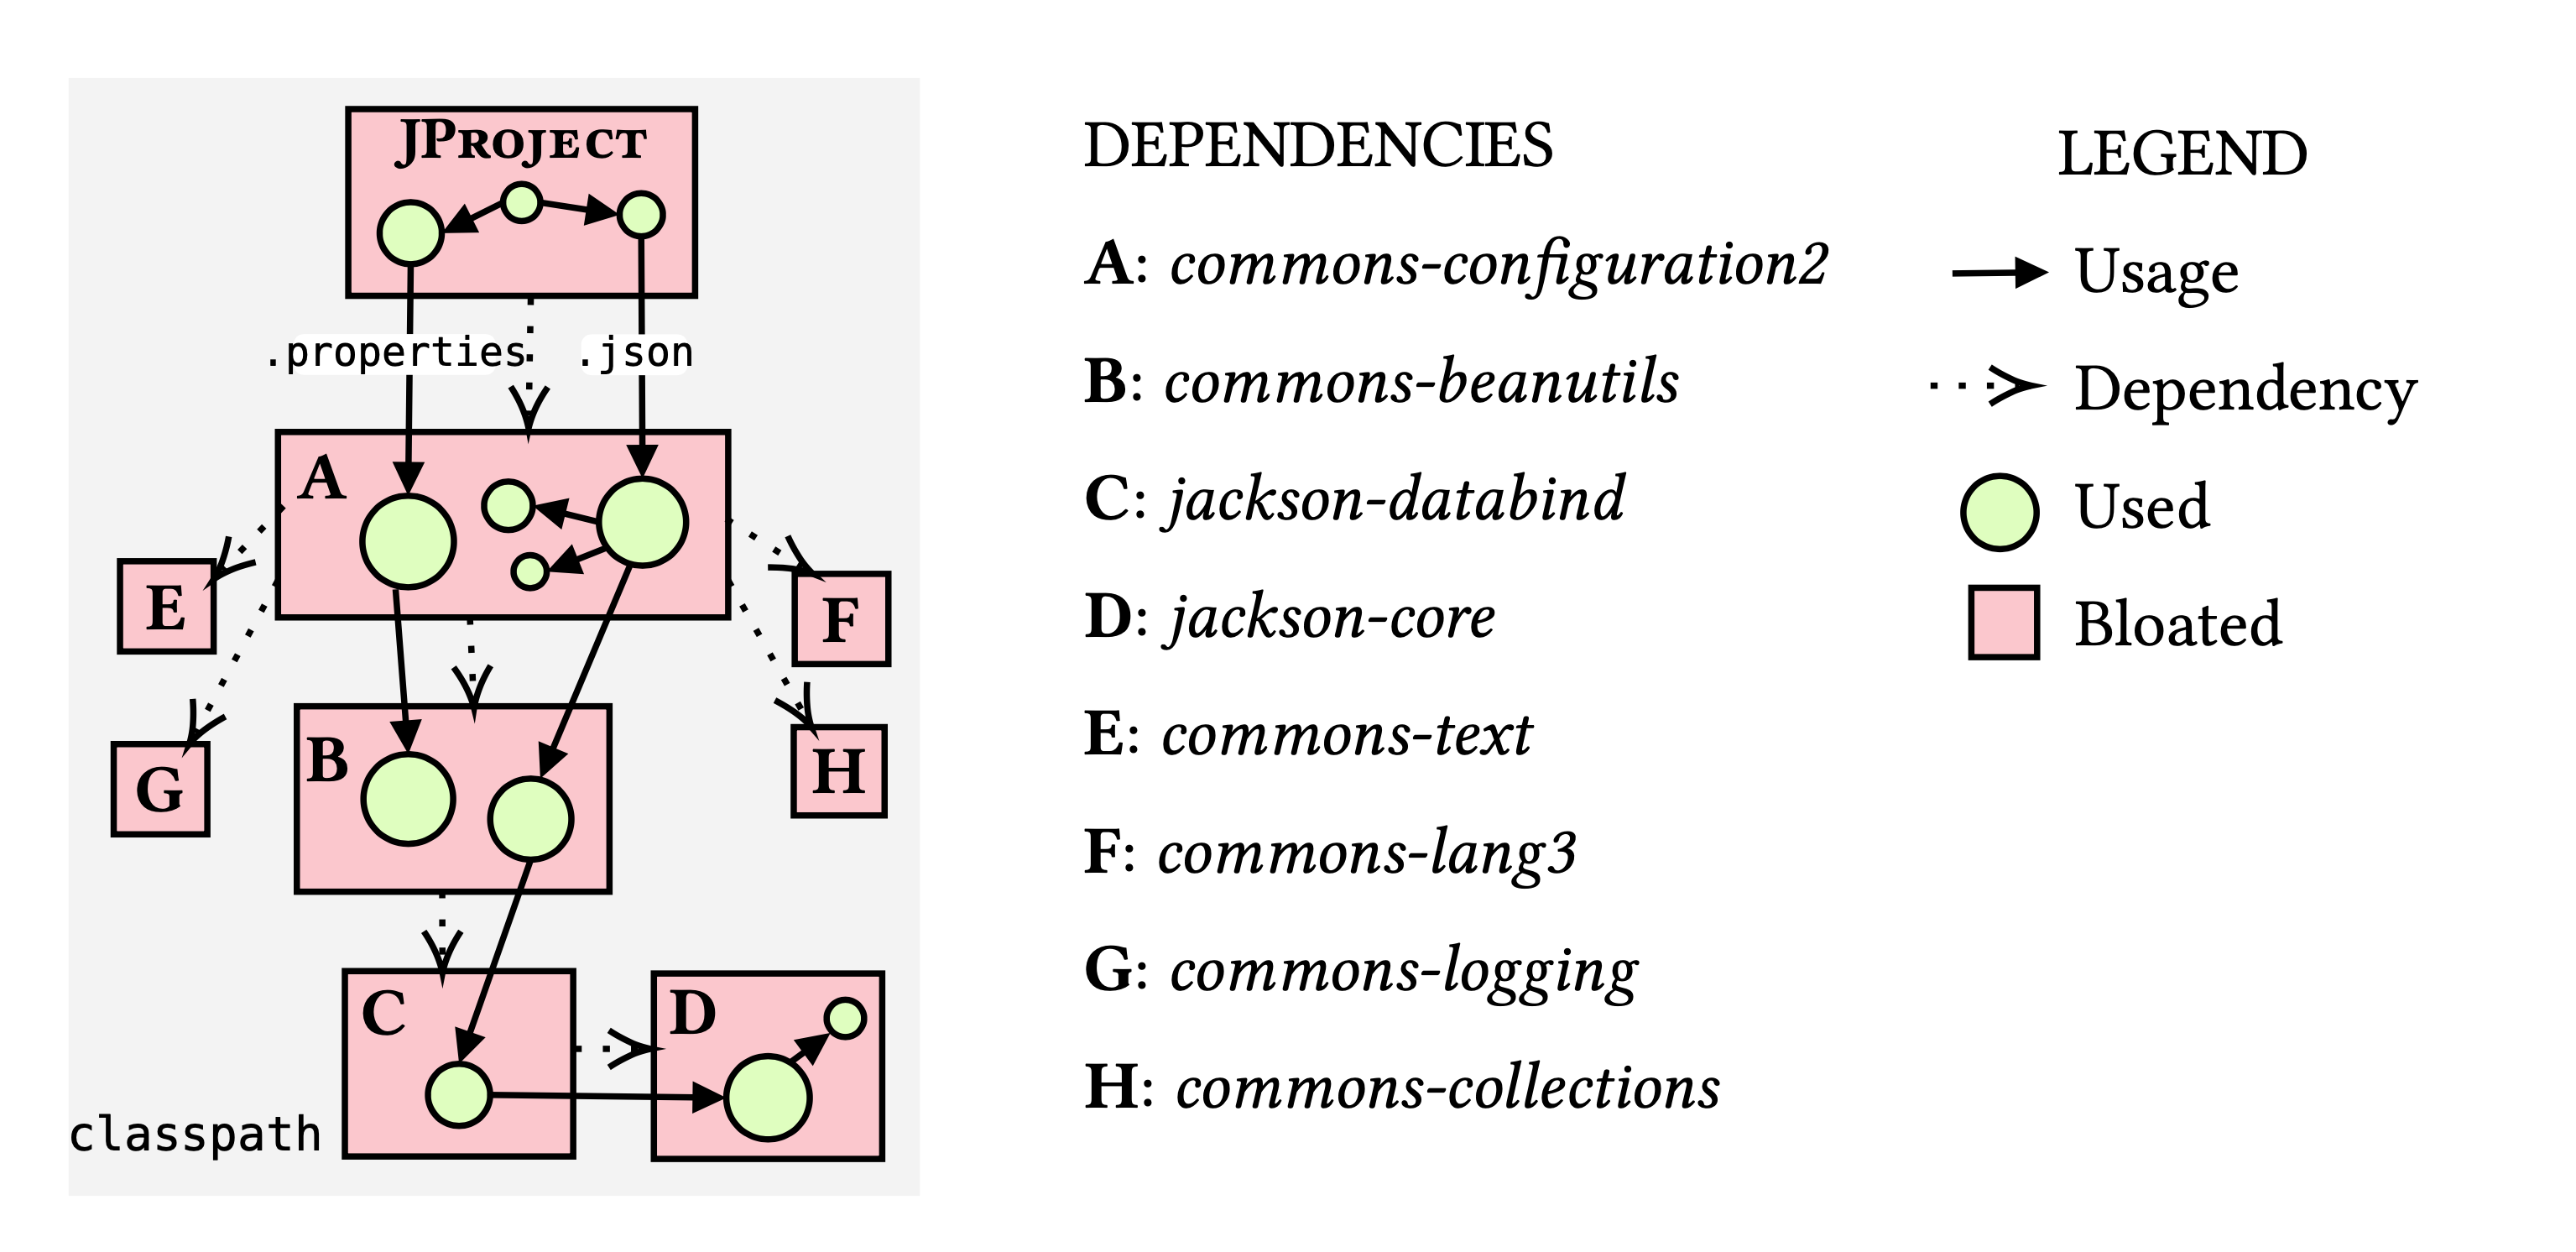 JPROJECT
.properties
.json
A
E
F
B
G
H
C
D
classpath
DEPENDENCIES
A: commons-configuration2
B: commons-beanutils
C: jackson-databind
D: jackson-core
E: commons-text
F: commons-lang3
G: commons-logging
H: commons-collections
LEGEND
Usage
Dependency
Used
Bloated